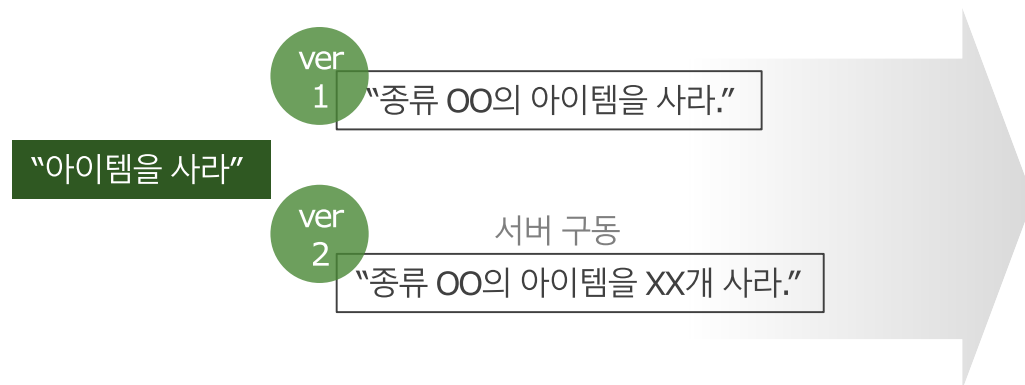 ver
1
“종류 OO의 아이템을 사라.”
“아이템을 사라”
ver
2
서버 구동
“종류 OO의 아이템을 XX개 사라.”